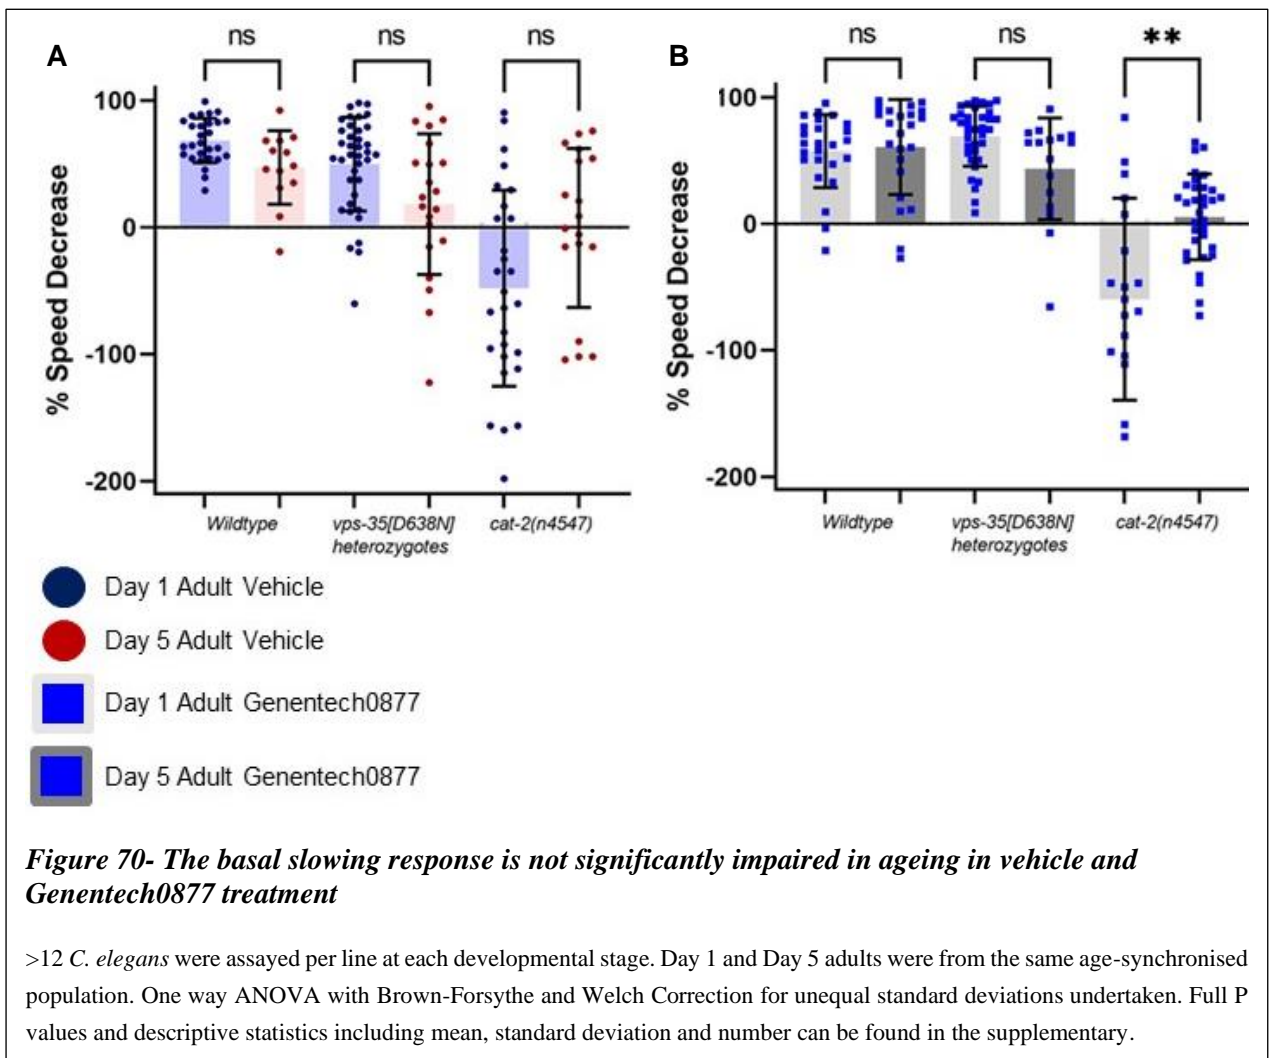 A
ns
ns
ns
100
0
-100
-200
% Speed Decrease
Wildtype
vps-35[D638N]
heterozygotes
cat-2(n4547)
B
ns
ns
**
100
0
-100
-200
% Speed Decrease
Wildtype
vps-35[D638N]
heterozygotes
cat-2(n4547)
Day 1 Adult Vehicle
Day 5 Adult Vehicle
Day 1 Adult Genentech0877
Day 5 Adult Genentech0877
Figure 70- The basal slowing response is not significantly impaired in ageing in vehicle and
Genentech0877 treatment
>12 C. elegans were assayed per line at each developmental stage. Day 1 and Day 5 adults were from the same age-synchronised
population. One way ANOVA with Brown-Forsythe and Welch Correction for unequal standard deviations undertaken. Full P
values and descriptive statistics including mean, standard deviation and number can be found in the supplementary.